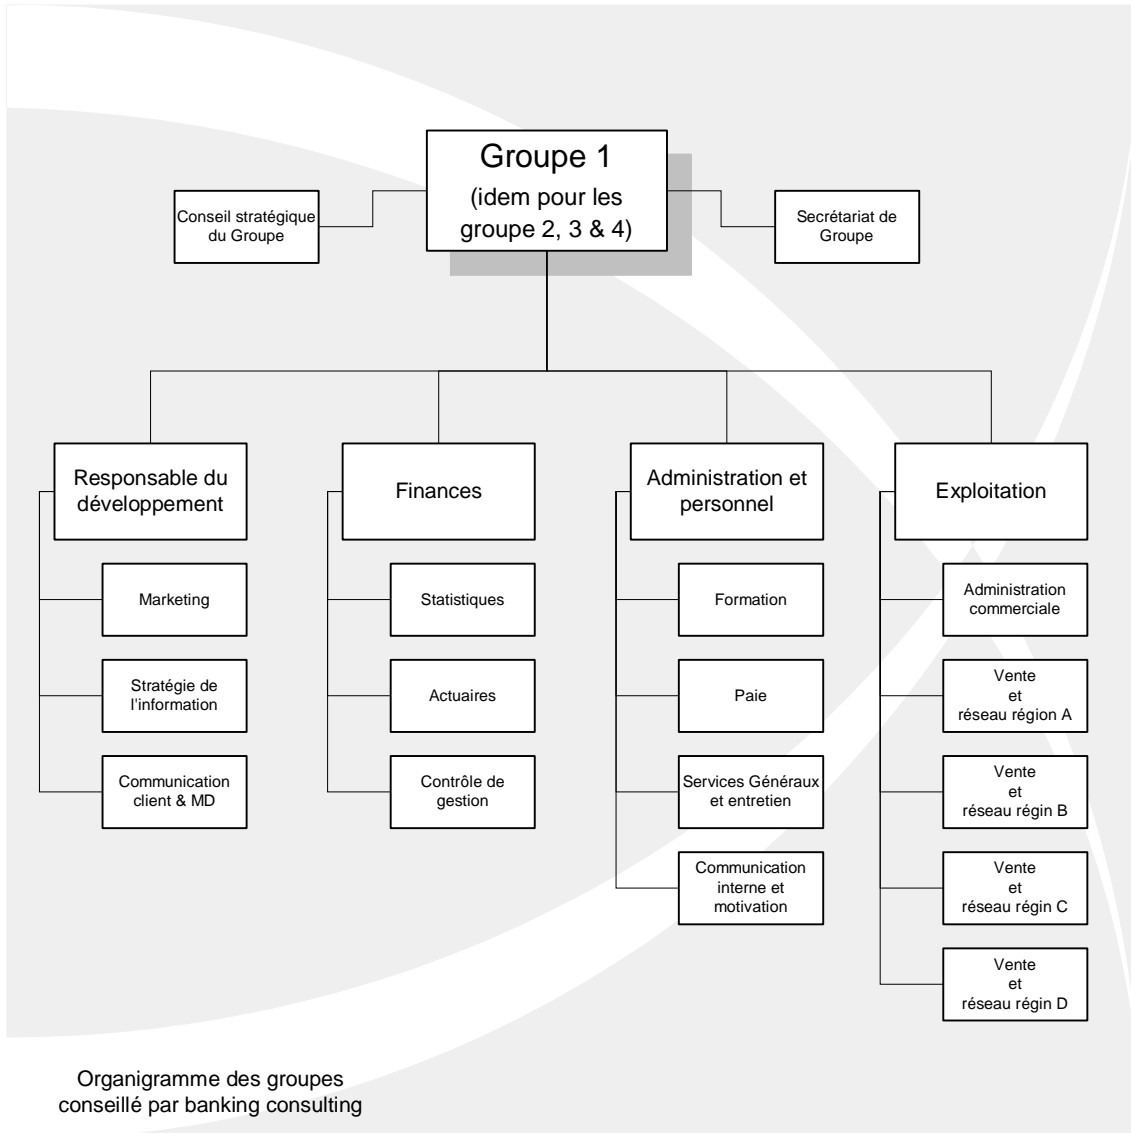 Groupe 1
(idem pour les
groupe 2, 3 & 4)
Conseil stratégique
du Groupe
Secrétariat de
Groupe
Responsable du
développement
Marketing
Stratégie de
l'information
Communication
client & MD
Finances
Statistiques
Actuaires
Contrôle de
gestion
Administration et
personnel
Formation
Paie
Services Généraux
et entretien
Communication
interne et
motivation
Exploitation
Administration
commerciale
Vente
et
réseau région A
Vente
et
réseau régin B
Vente
et
réseau régin C
Vente
et
réseau régin D
Organigramme des groupes
conseillé par banking consulting